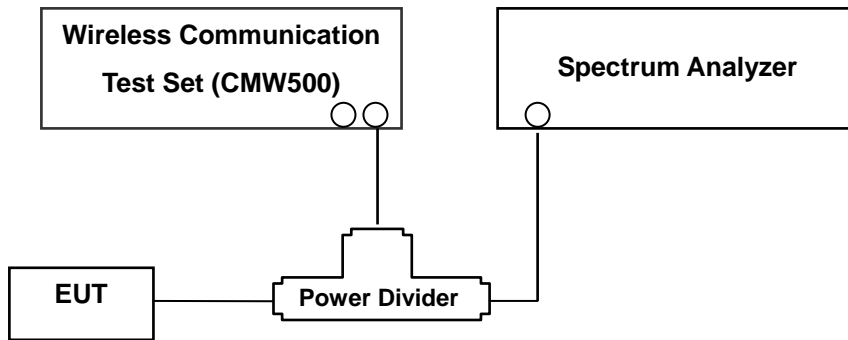 Wireless Communication
Test Set (CMW500)
Spectrum Analyzer
EUT
Power Divider